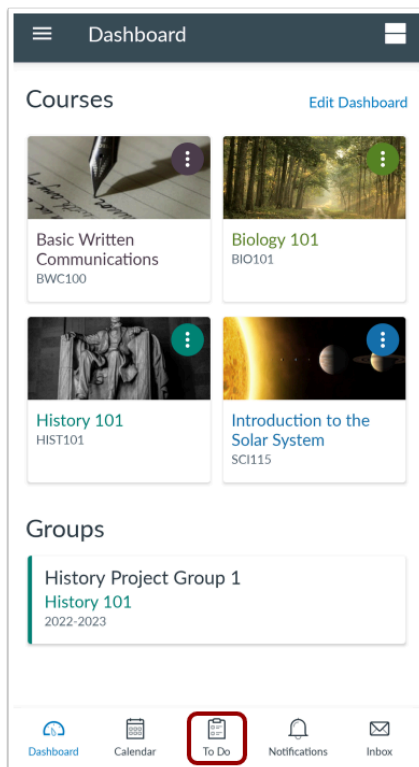 Dashboard
Courses
Edit Dashboard
Basic Written
Communications
BWC100
Biology 101
BIO101
History 101
HIST101
Introduction to the
Solar System
SCI115
Groups
History Project Group 1
History 101
2022-2023
Dashboard
Calendar
To Do
Notifications
Inbox